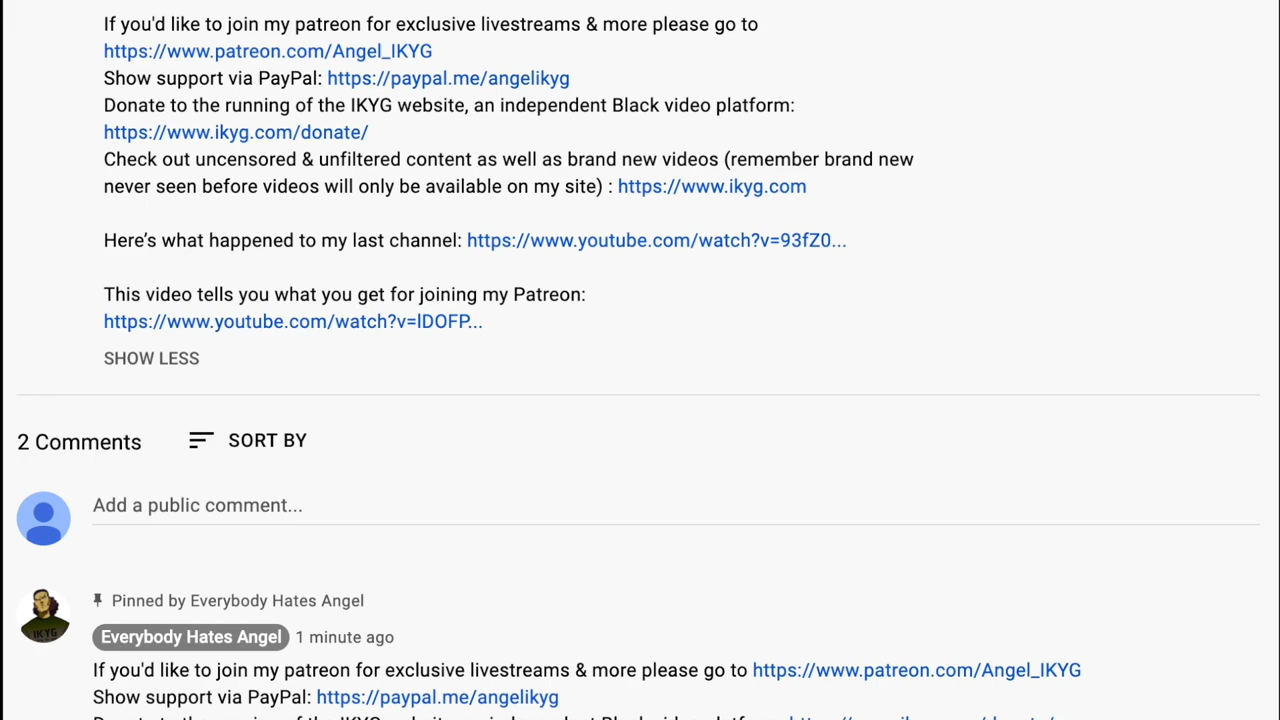 If you'd like to join my patreon for exclusive livestreams & more please go to
https://www.patreon.com/Angel_IKYG
Show support via PayPal: https://paypal.me/angelikyg
Donate to the running of the IKYG website, an independent Black video platform:
https://www.ikyg.com/donate/
Check out uncensored & unfiltered content as well as brand new videos (remember brand new
never seen before videos will only be available on my site) : https://www.ikyg.com
Here’s what happened to my last channel: https://www.youtube.com/watch?v=93fZ0...
This video tells you what you get for joining my Patreon:
https://www.youtube.com/watch?v=lDOFP...
SHOW LESS
2 Comments SORT BY
Add a public comment...
Pinned by Everybody Hates Angel
IKYG
Everybody Hates Angel 1 minute ago
If you'd like to join my patreon for exclusive livestreams & more please go to https://www.patreon.com/Angel_IKYG
Show support via PayPal: https://paypal.me/angelikyg